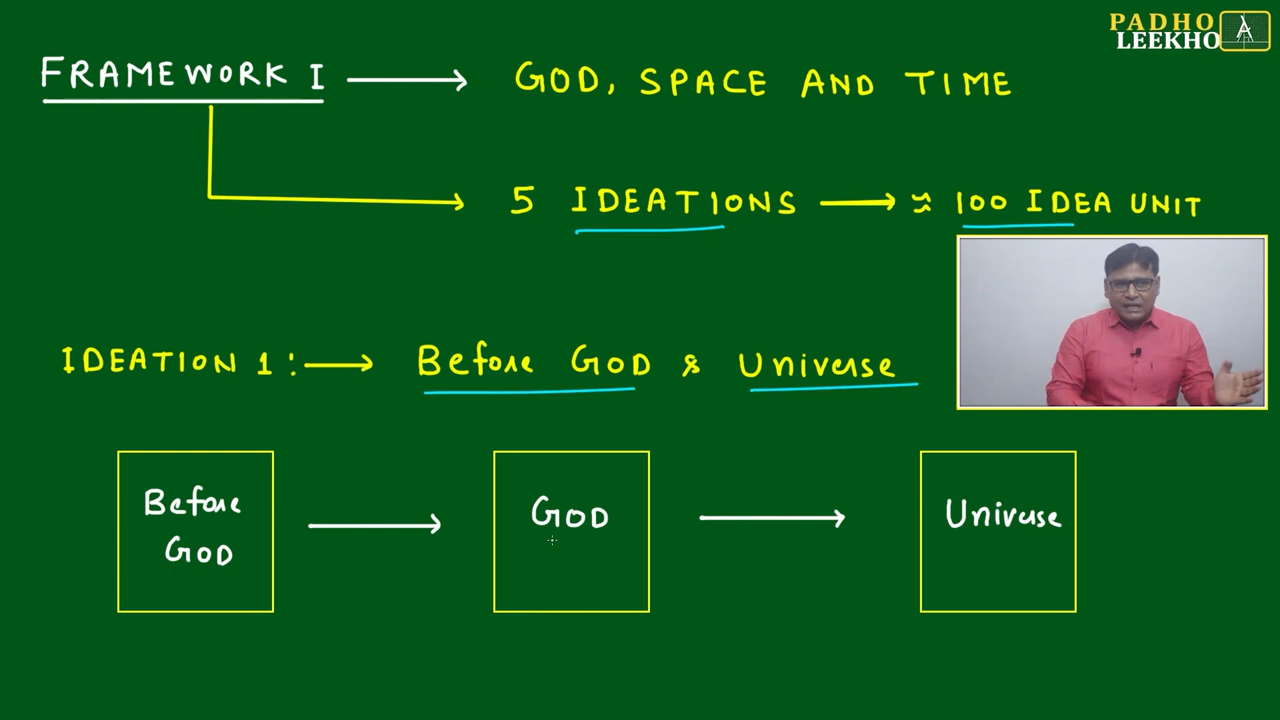 PADHO
LEEKHO
FRAMEWORK I → GOD, SPACE AND TIME
5 IDEATIONS → ≈ 100 IDEA UNIT
IDEATION 1 : → Before GOD & Universe
Before
GOD
→ GOD → Universe